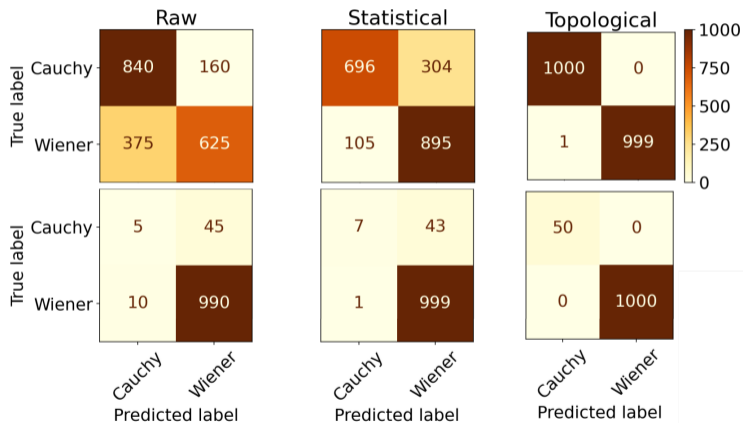 Raw Statistical Topological
True label
Cauchy 840 160 696 304 1000 0
Wiener 375 625 105 895 1 999
1000
750
500
250
0
True label
Cauchy 5 45 7 43 50 0
Wiener 10 990 1 999 0 1000
Cauchy Wiener Cauchy Wiener Cauchy Wiener
Predicted label Predicted label Predicted label